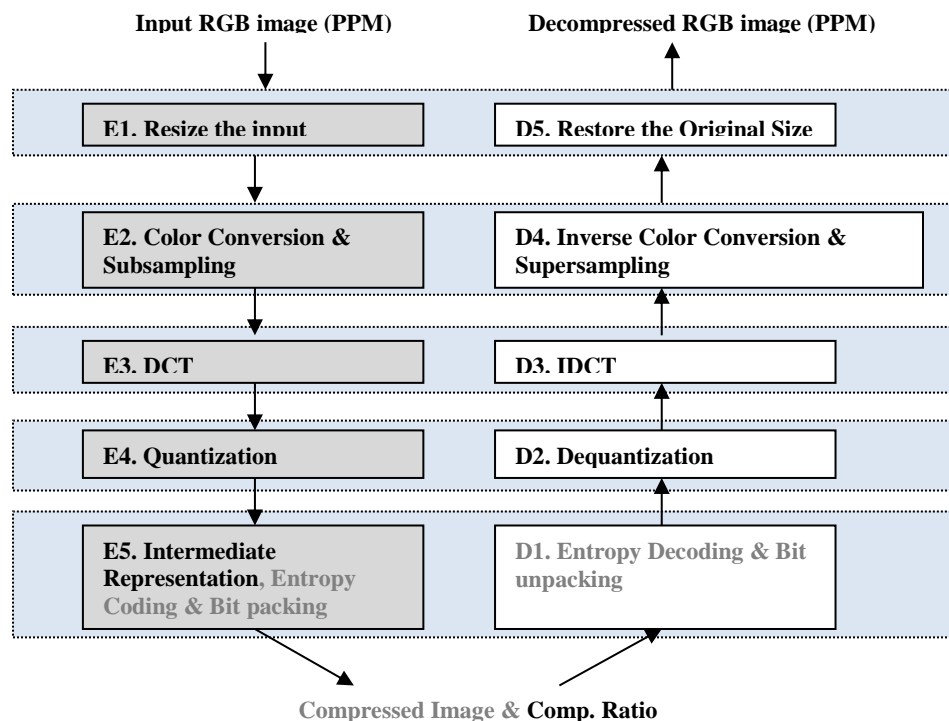 Input RGB image (PPM)
Decompressed RGB image (PPM)
E1. Resize the input
D5. Restore the Original Size
E2. Color Conversion &
Subsampling
D4. Inverse Color Conversion &
Supersampling
E3. DCT
D3. IDCT
E4. Quantization
D2. Dequantization
E5. Intermediate
Representation, Entropy
Coding & Bit packing
D1. Entropy Decoding & Bit
unpacking
Compressed Image & Comp. Ratio